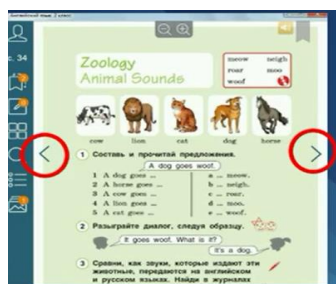 Английский язык. 2 класс
с. 34
Zoology
Animal Sounds
meow neigh
roar moo
woof
cow lion cat dog horse
1 Составь и прочитай предложения.
A dog goes woof.
1 A dog goes ... a ... meow.
2 A horse goes ... b ... neigh.
3 A cow goes ... c ... roar.
4 A lion goes ... d ... moo.
5 A cat goes ... e ... woof.
2 Разыграйте диалог, следуя образцу.
It goes woof. What is it?
It's a dog.
3 Сравни, как звуки, которые издают эти
животные, передаются на английском
и русском языках. Найди в журналах